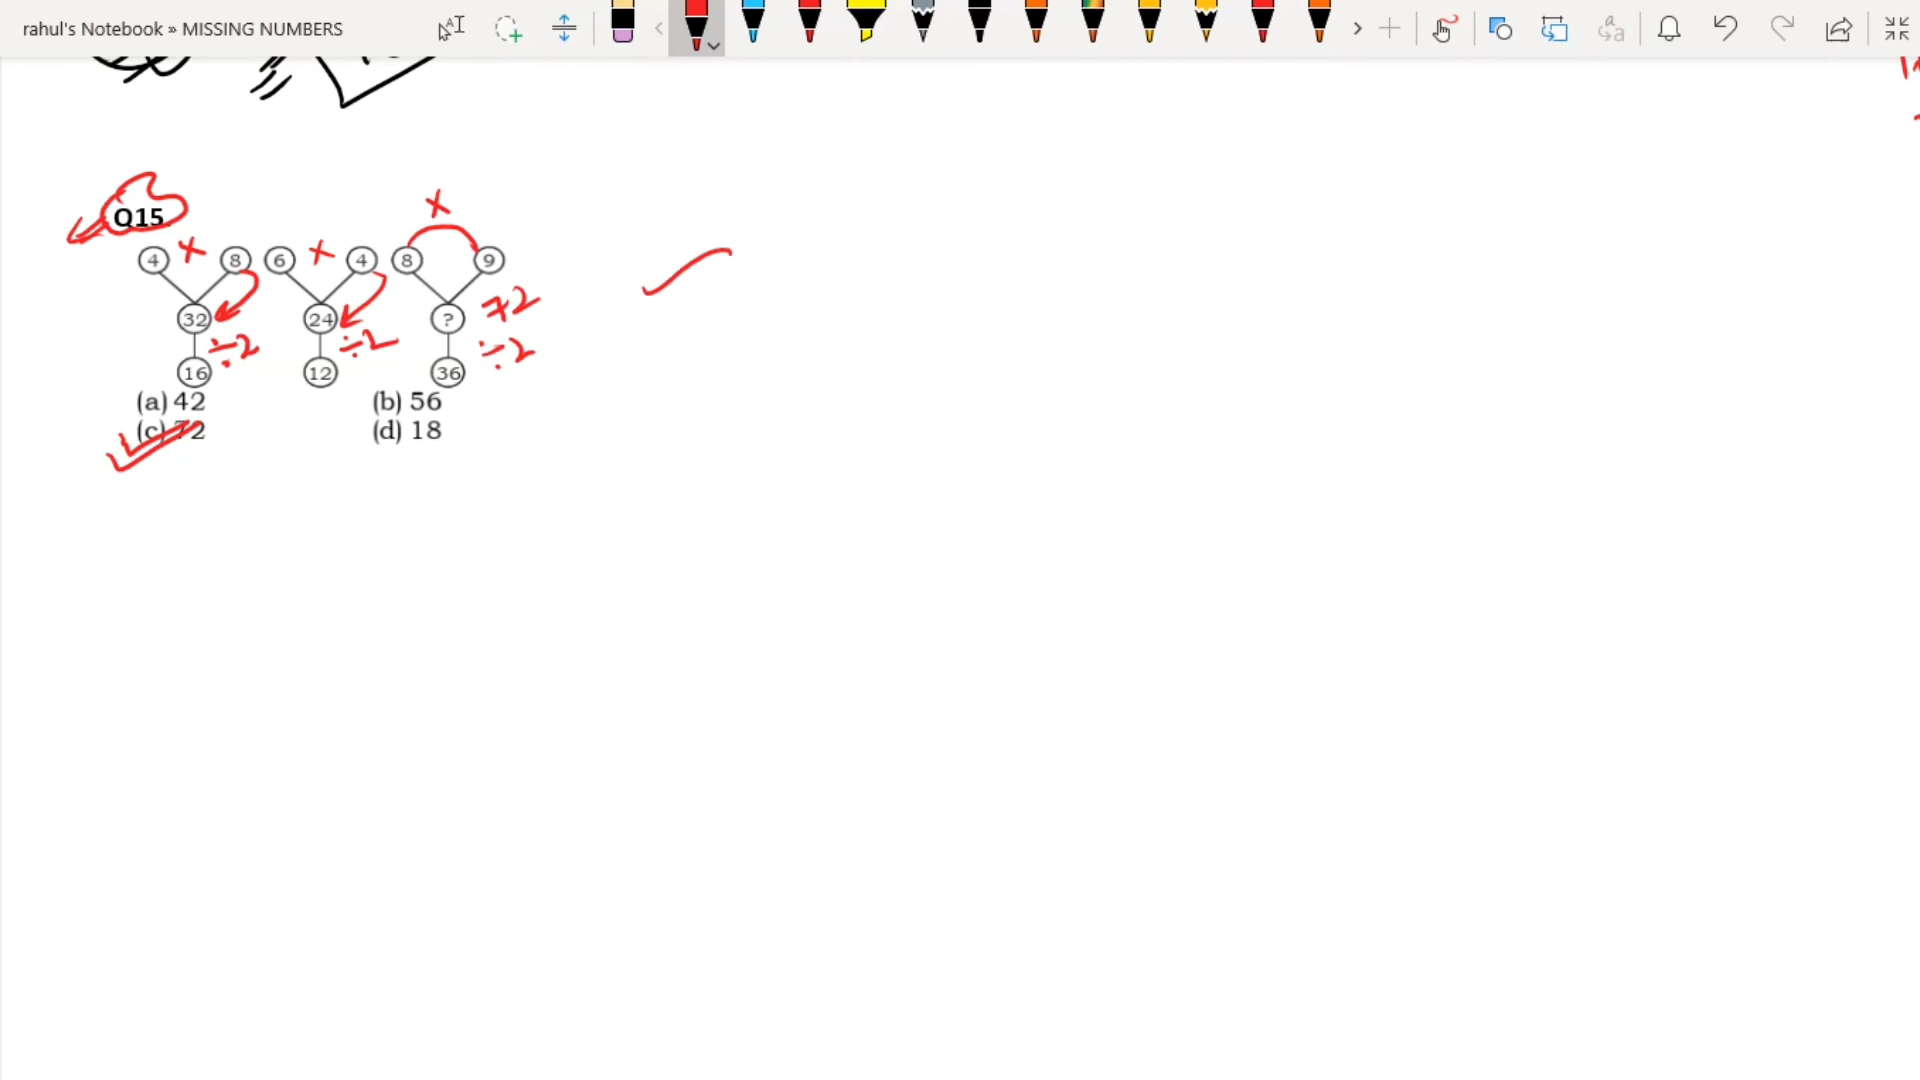 rahul's Notebook » MISSING NUMBERS
Q15
×
4 × 8 6 × 4 8 9
32 24 ? 72
÷2 ÷2 ÷2
16 12 36
(a) 42 (b) 56
(c) 72 (d) 18